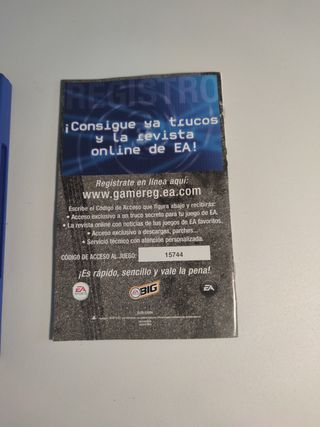 REGISTRO
¡Consigue ya trucos
y la revista
online de EA!
Regístrate en línea aquí:
www.gamereg.ea.com
Escribe el Código de Acceso que figura abajo y recibirás:
• Acceso exclusivo a un truco secreto para tu juego de EA.
• La revista online con noticias de tus juegos de EA favoritos.
• Acceso exclusivo a descargas, parches...
• Servicio técnico con atención personalizada.
CÓDIGO DE ACCESO AL JUEGO: 15744
¡Es rápido, sencillo y vale la pena!
EA BIG EA